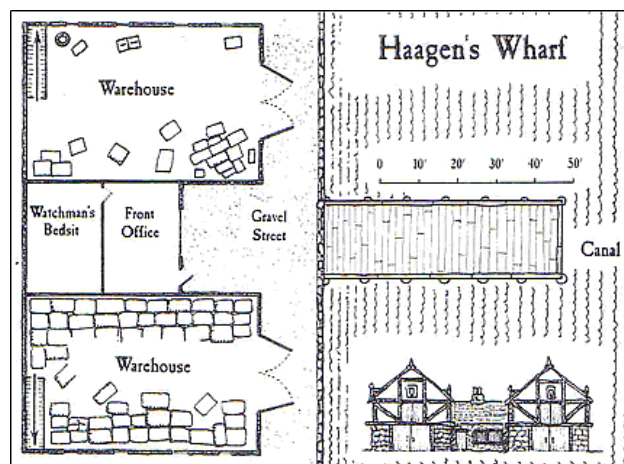 Haagen's Wharf
Warehouse
0 10' 20' 30' 40' 50'
Watchman's
Bedsit
Front
Office
Gravel
Street
Canal
Warehouse